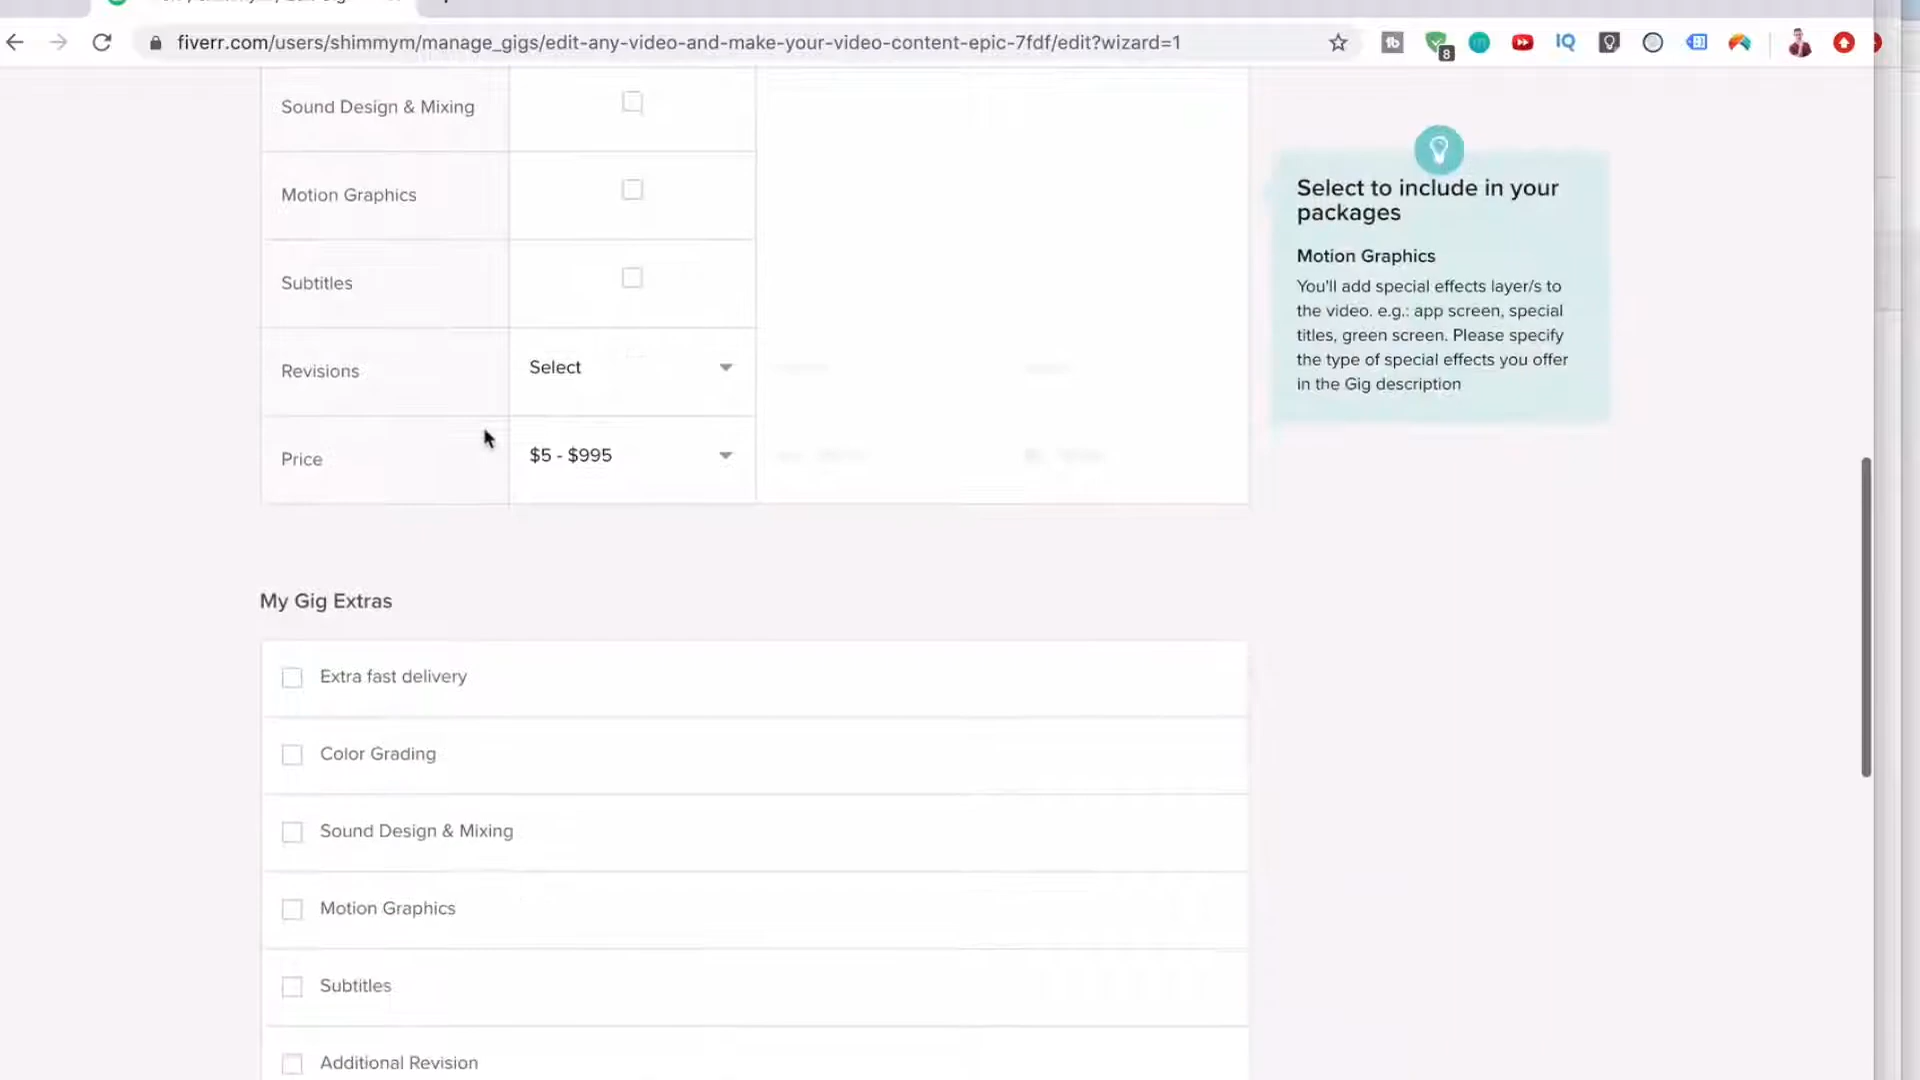 fiverr.com/users/shimmym/manage_gigs/edit-any-video-and-make-your-video-content-epic-7fdf/edit?wizard=1
tb
8
IQ
Sound Design & Mixing
Motion Graphics
Subtitles
Revisions
Select
Price
$5 - $995
Select to include in your
packages
Motion Graphics
You'll add special effects layer/s to
the video. e.g.: app screen, special
titles, green screen. Please specify
the type of special effects you offer
in the Gig description
My Gig Extras
Extra fast delivery
Color Grading
Sound Design & Mixing
Motion Graphics
Subtitles
Additional Revision